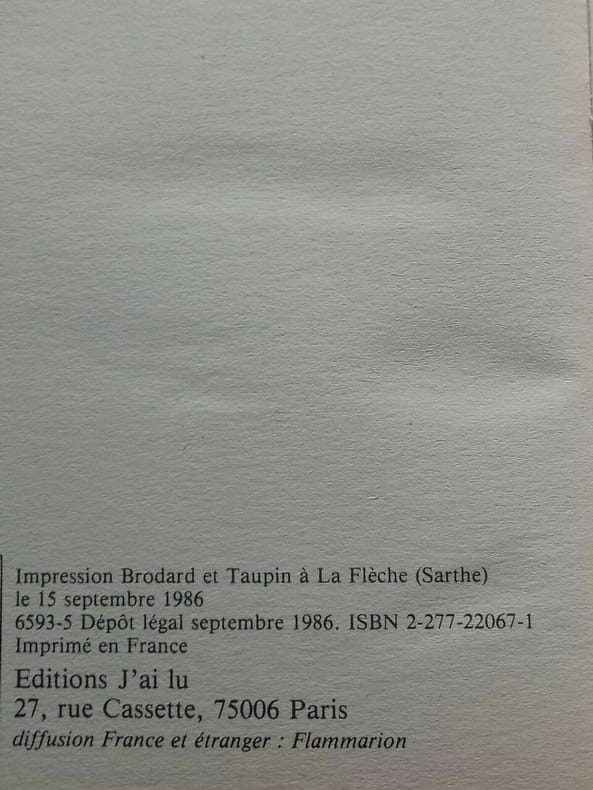 Impression Brodard et Taupin à La Flèche (Sarthe)
le 15 septembre 1986
6593-5 Dépôt légal septembre 1986. ISBN 2-277-22067-1
Imprimé en France
Editions J'ai lu
27, rue Cassette, 75006 Paris
diffusion France et étranger : Flammarion